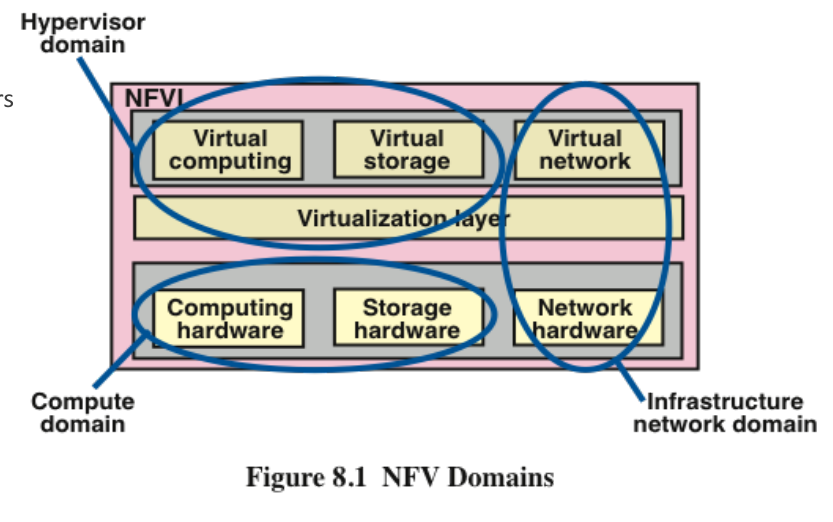 Hypervisor
domain
rs
NFVI
Virtual
computing
Virtual
storage
Virtual
network
Virtualization layer
Computing
hardware
Storage
hardware
Network
hardware
Compute
domain
Infrastructure
network domain
Figure 8.1 NFV Domains